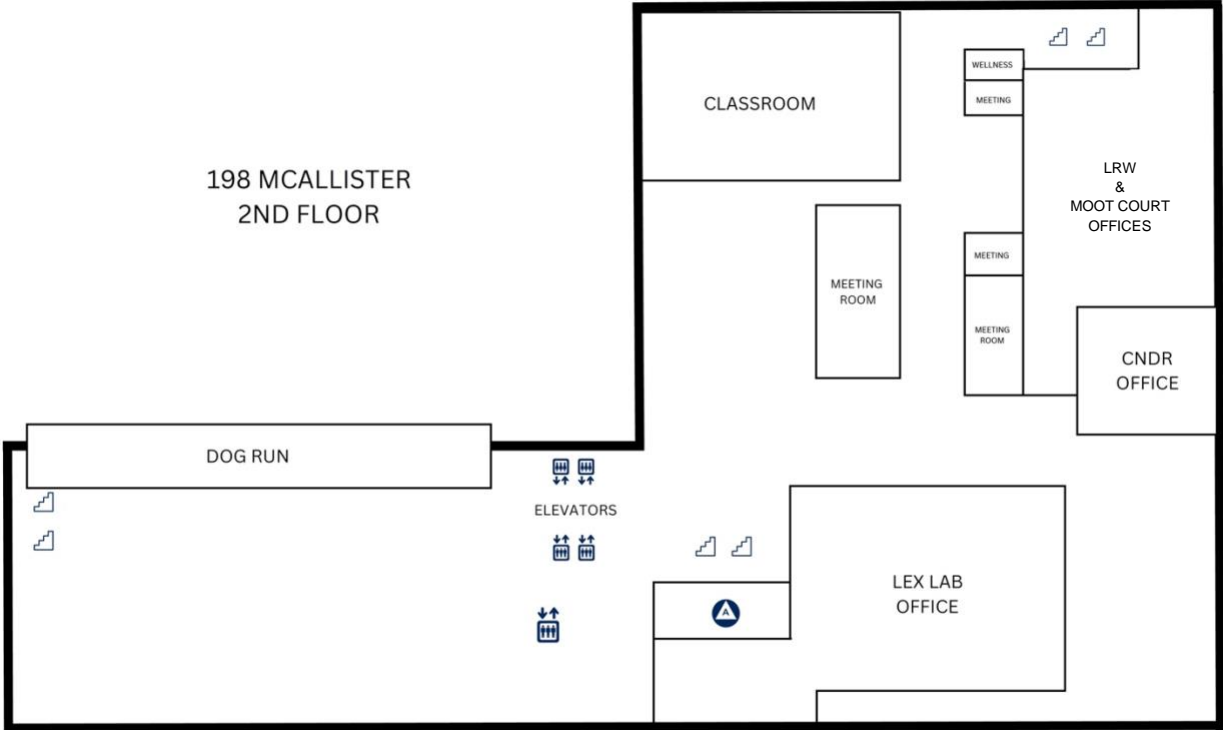 198 MCALLISTER
2ND FLOOR
CLASSROOM
WELLNESS
MEETING
LRW
&
MOOT COURT
OFFICES
MEETING
MEETING
ROOM
MEETING
ROOM
CNDR
OFFICE
DOG RUN
ELEVATORS
LEX LAB
OFFICE
A